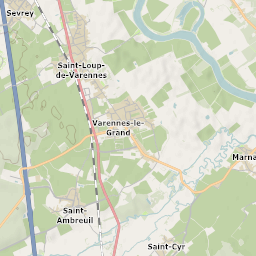 Sevrey
Saint-Loup-
de-Varennes
Varennes-le-
Grand
Marna
Saint-
Ambreuil
Saint-Cyr